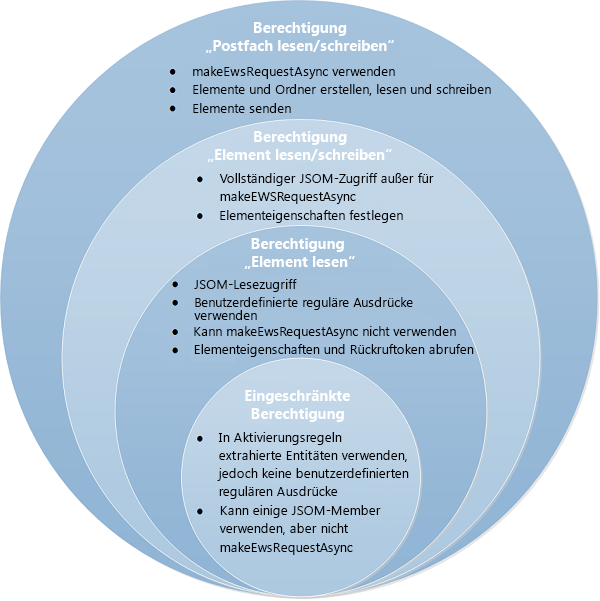 Berechtigung
„Postfach lesen/schreiben“
● makeEwsRequestAsync verwenden
● Elemente und Ordner erstellen, lesen und schreiben
● Elemente senden
Berechtigung
„Element lesen/schreiben“
● Vollständiger JSOM-Zugriff außer für
makeEWSRequestAsync
● Elementeigenschaften festlegen
Berechtigung
„Element lesen“
● JSOM-Lesezugriff
● Benutzerdefinierte reguläre Ausdrücke
verwenden
● Kann makeEwsRequestAsync nicht verwenden
● Elementeigenschaften und Rückruftoken abrufen
Eingeschränkte
Berechtigung
● In Aktivierungsregeln
extrahierte Entitäten verwenden,
jedoch keine benutzerdefinierten
regulären Ausdrücke
● Kann einige JSOM-Member
verwenden, aber nicht
makeEwsRequestAsync